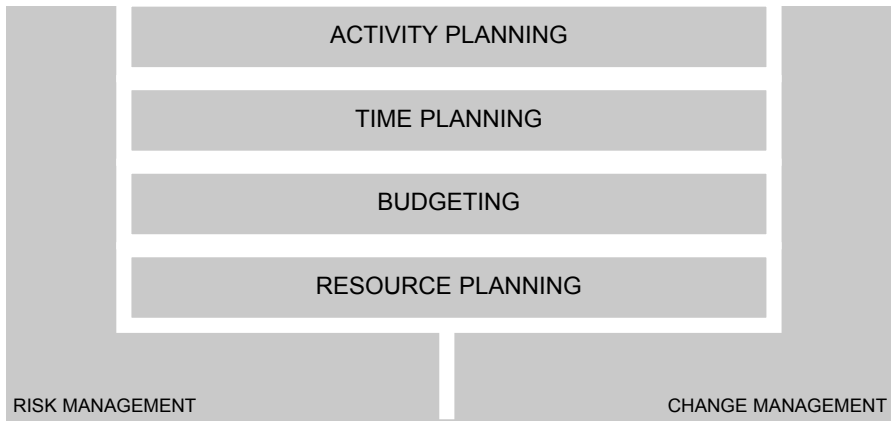 ACTIVITY PLANNING
TIME PLANNING
BUDGETING
RESOURCE PLANNING
RISK MANAGEMENT
CHANGE MANAGEMENT